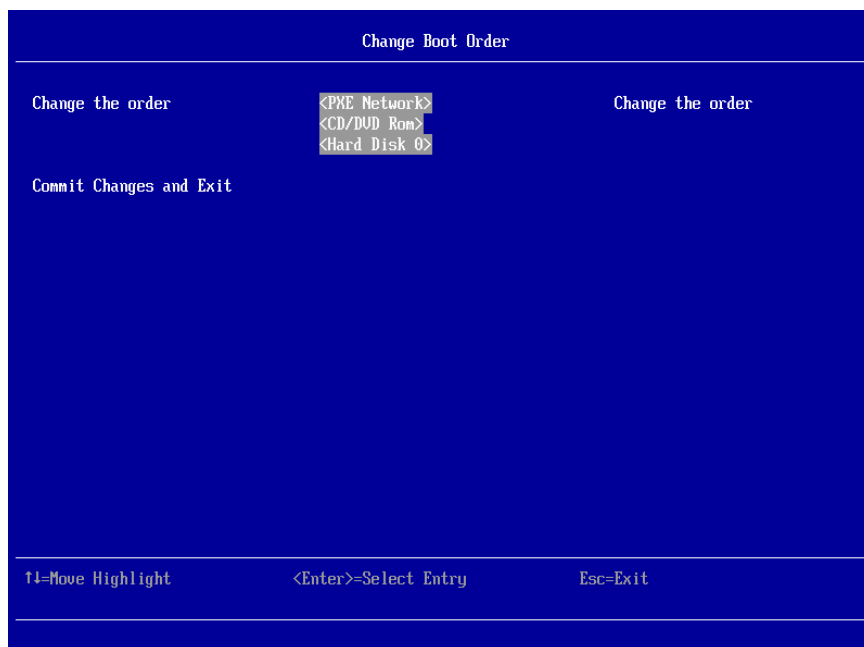 Change Boot Order
Change the order <PXE Network> Change the order
<CD/DVD Rom>
<Hard Disk 0>
Commit Changes and Exit
↑↓=Move Highlight <Enter>=Select Entry Esc=Exit